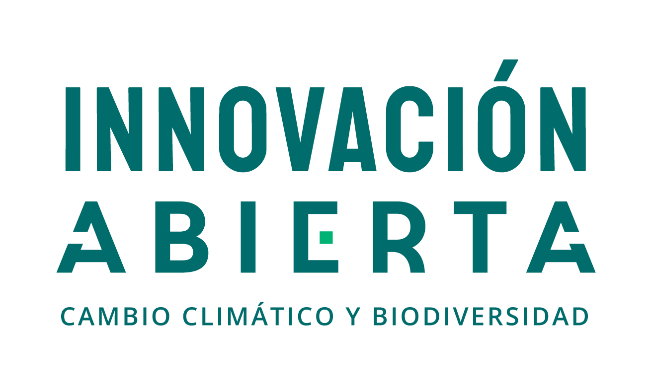 INNOVACIÓN
ABIERTA
CAMBIO CLIMÁTICO Y BIODIVERSIDAD